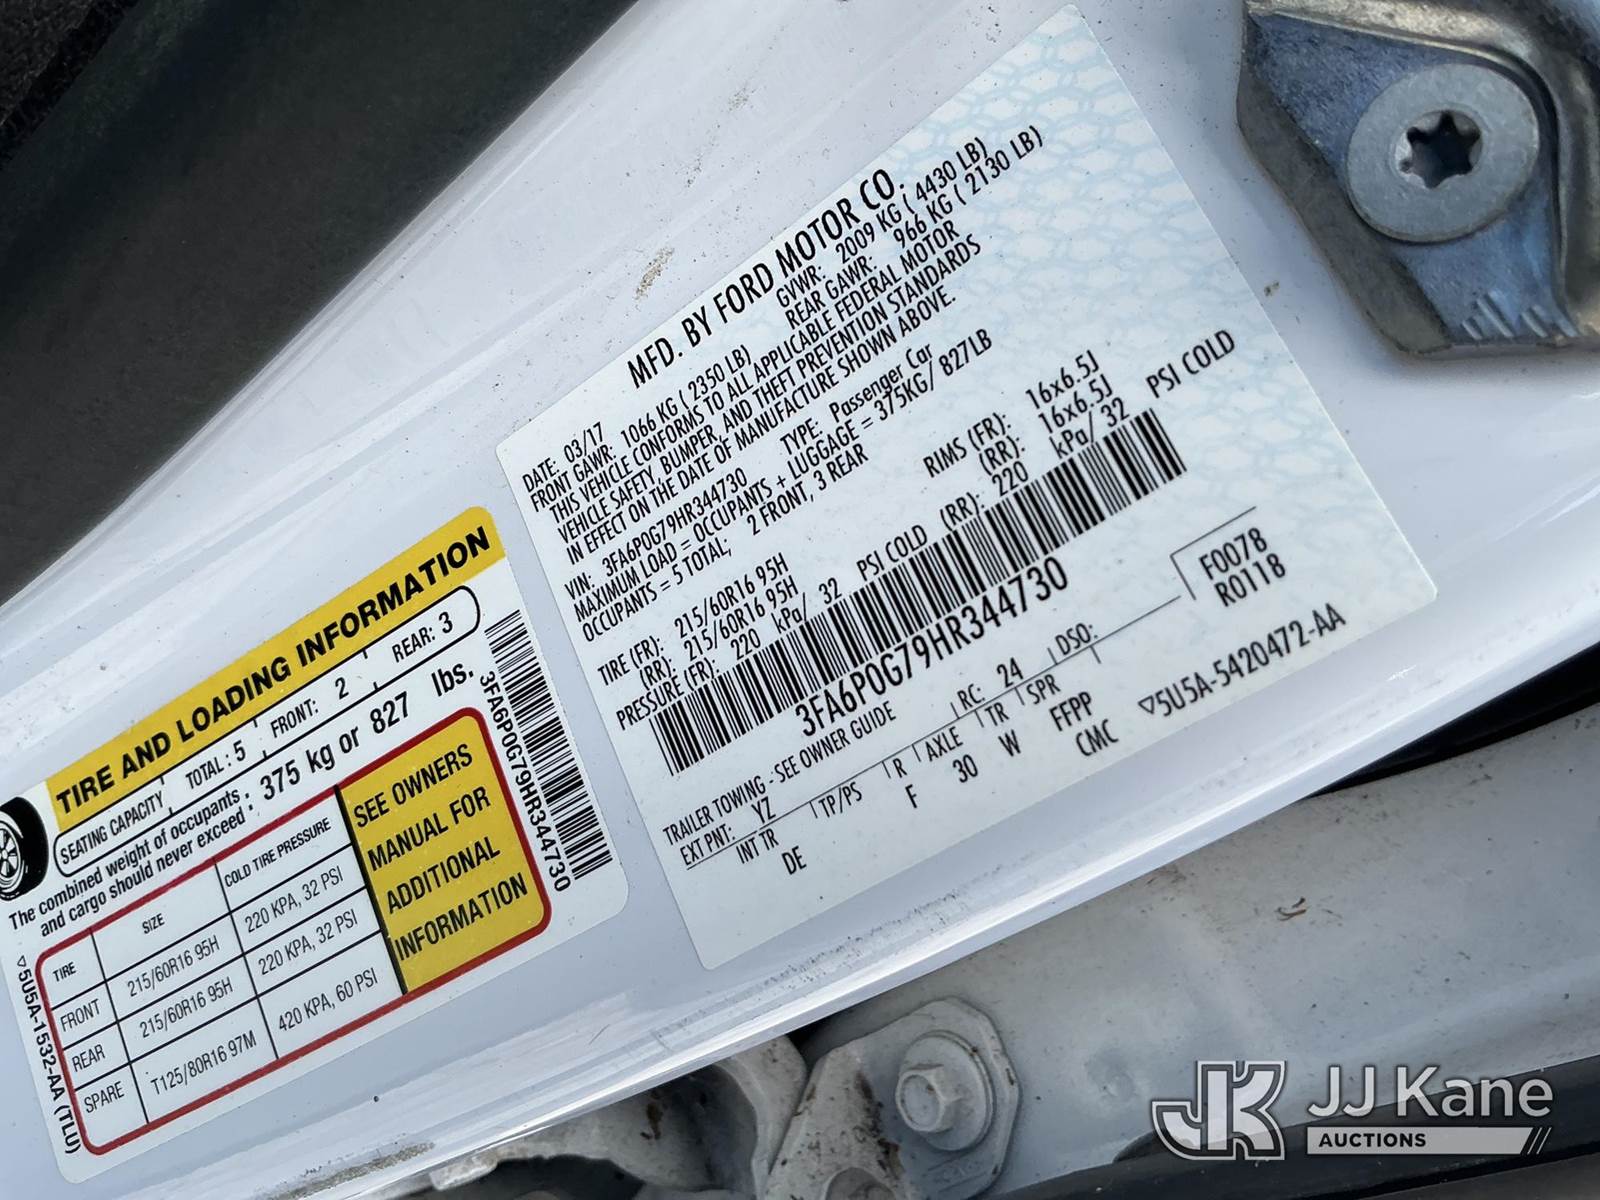 MFD. BY FORD MOTOR CO.
DATE: 03/17 GVWR: 2009 KG ( 4430 LB)
FRONT GAWR: 1066 KG ( 2350 LB) REAR GAWR: 966 KG ( 2130 LB)
THIS VEHICLE CONFORMS TO ALL APPLICABLE FEDERAL MOTOR
VEHICLE SAFETY, BUMPER, AND THEFT PREVENTION STANDARDS
IN EFFECT ON THE DATE OF MANUFACTURE SHOWN ABOVE.
VIN: 3FA6P0G79HR344730 TYPE: Passenger Car
MAXIMUM LOAD = OCCUPANTS + LUGGAGE = 375KG/ 827LB
OCCUPANTS = 5 TOTAL; 2 FRONT, 3 REAR
TIRE (FR): 215/60R16 95H RIMS (FR): 16x6.5J
(RR): 215/60R16 95H (RR): 16x6.5J
PRESSURE (FR): 220 kPa/ 32 PSI COLD (RR): 220 kPa/ 32 PSI COLD
3FA6P0G79HR344730
TRAILER TOWING - SEE OWNER GUIDE
F0078
R0118
EXT PNT: YZ RC: 24 DSO:
INT TR TP/PS R AXLE TR SPR
DE F 30 W FFPP
CMC
5U5A-5420472-AA
TIRE AND LOADING INFORMATION
SEATING CAPACITY TOTAL: 5 FRONT: 2 REAR: 3
The combined weight of occupants
and cargo should never exceed : 375 kg or 827 lbs.
TIRE SIZE COLD TIRE PRESSURE
FRONT 215/60R16 95H 220 KPA, 32 PSI
REAR 215/60R16 95H 220 KPA, 32 PSI
SPARE T125/80R16 97M 420 KPA, 60 PSI
SEE OWNERS
MANUAL FOR
ADDITIONAL
INFORMATION
3FA6P0G79HR344730
5U5A-1532-AA (TLU)
JK
JJ Kane
AUCTIONS